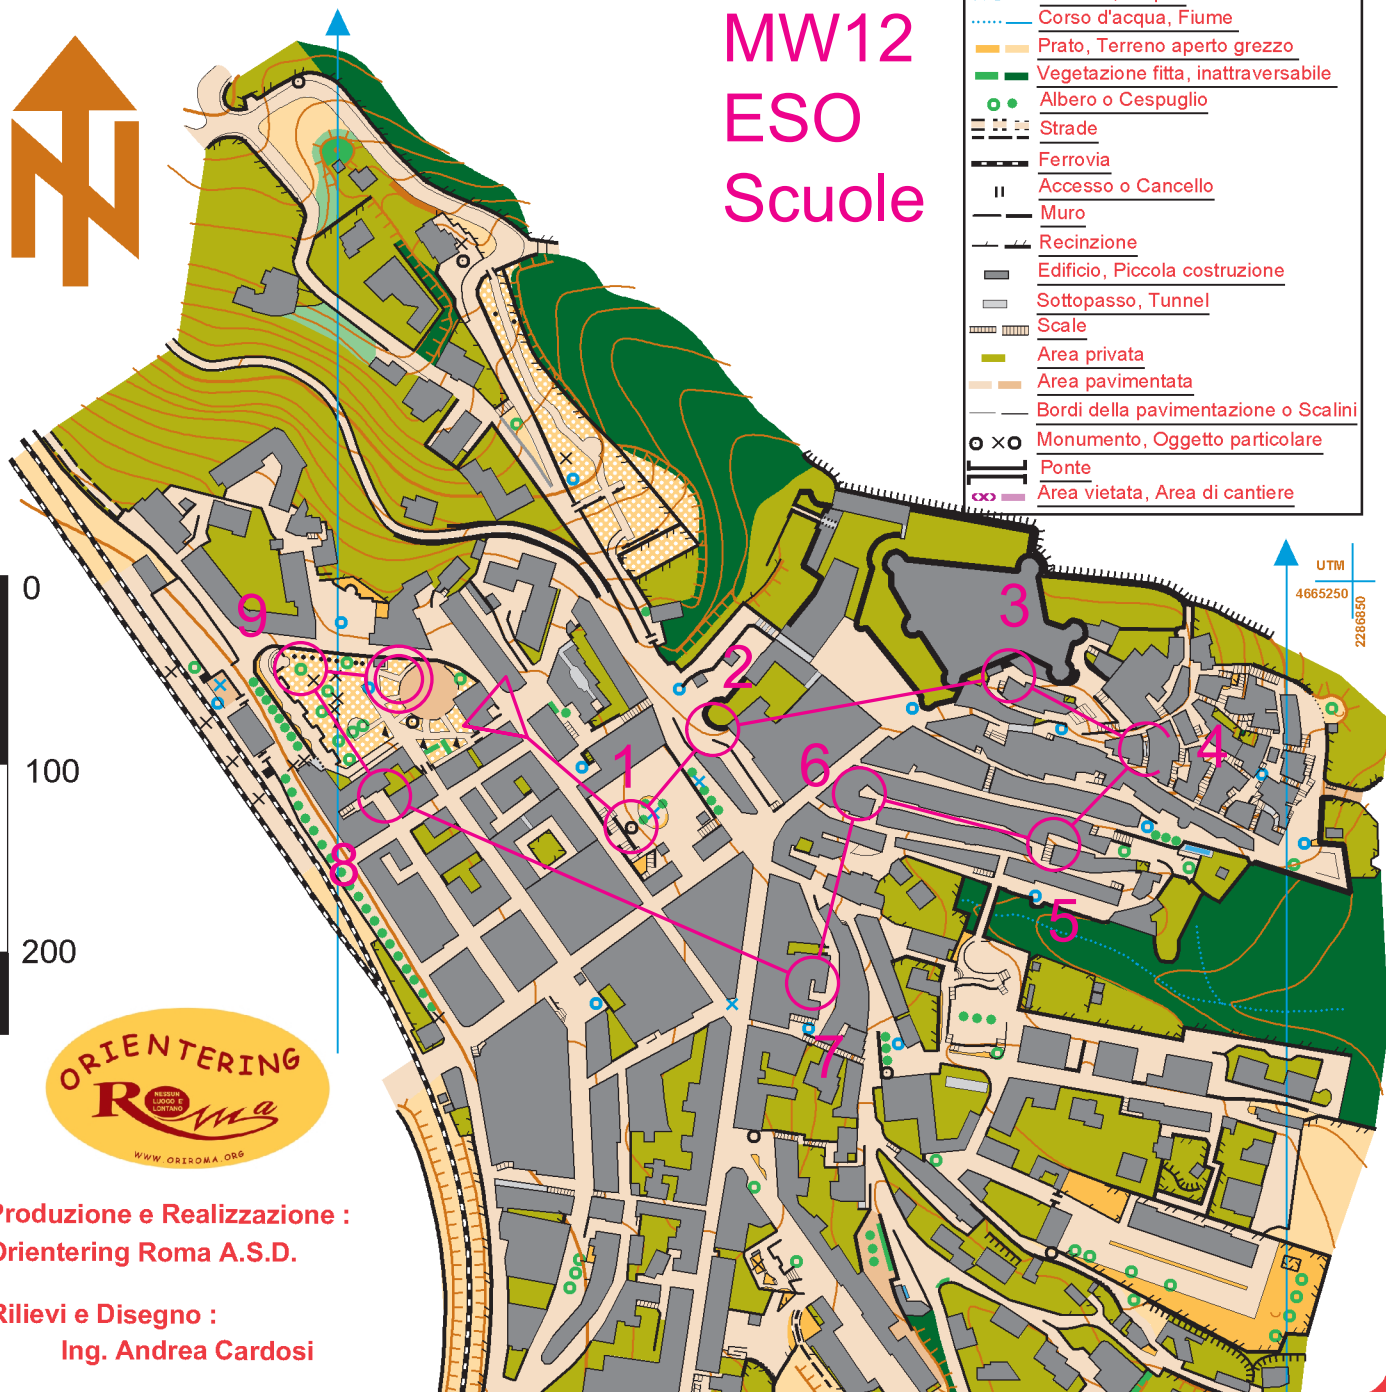 MW12
ESO
Scuole
Corso d'acqua, Fiume
Prato, Terreno aperto grezzo
Vegetazione fitta, inattraversabile
Albero o Cespuglio
Strade
Ferrovia
Accesso o Cancello
Muro
Recinzione
Edificio, Piccola costruzione
Sottopasso, Tunnel
Scale
Area privata
Area pavimentata
Bordi della pavimentazione o Scalini
Monumento, Oggetto particolare
Ponte
Area vietata, Area di cantiere
N
UTM
4665250
2286850
0
100
200
1
2
3
4
5
6
7
8
9
ORIENTERING
Roma
NESSUN
LUOGO E'
LONTANO
WWW.ORIROMA.ORG
Produzione e Realizzazione :
Orientering Roma A.S.D.
Rilievi e Disegno :
Ing. Andrea Cardosi